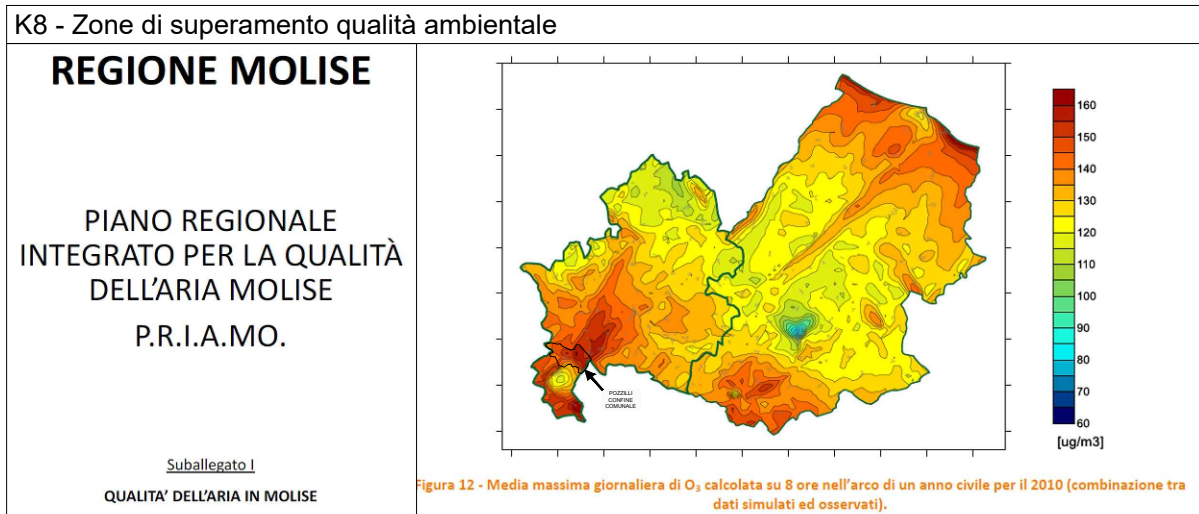 K8 - Zone di superamento qualità ambientale
REGIONE MOLISE
PIANO REGIONALE
INTEGRATO PER LA QUALITÀ
DELL'ARIA MOLISE
P.R.I.A.MO.
Suballegato I
QUALITA' DELL'ARIA IN MOLISE
POZZILLI
CONFINE
COMUNALE
160
150
140
130
120
110
100
90
80
70
60
[ug/m3]
Figura 12 - Media massima giornaliera di O₃ calcolata su 8 ore nell'arco di un anno civile per il 2010 (combinazione tra
dati simulati ed osservati).